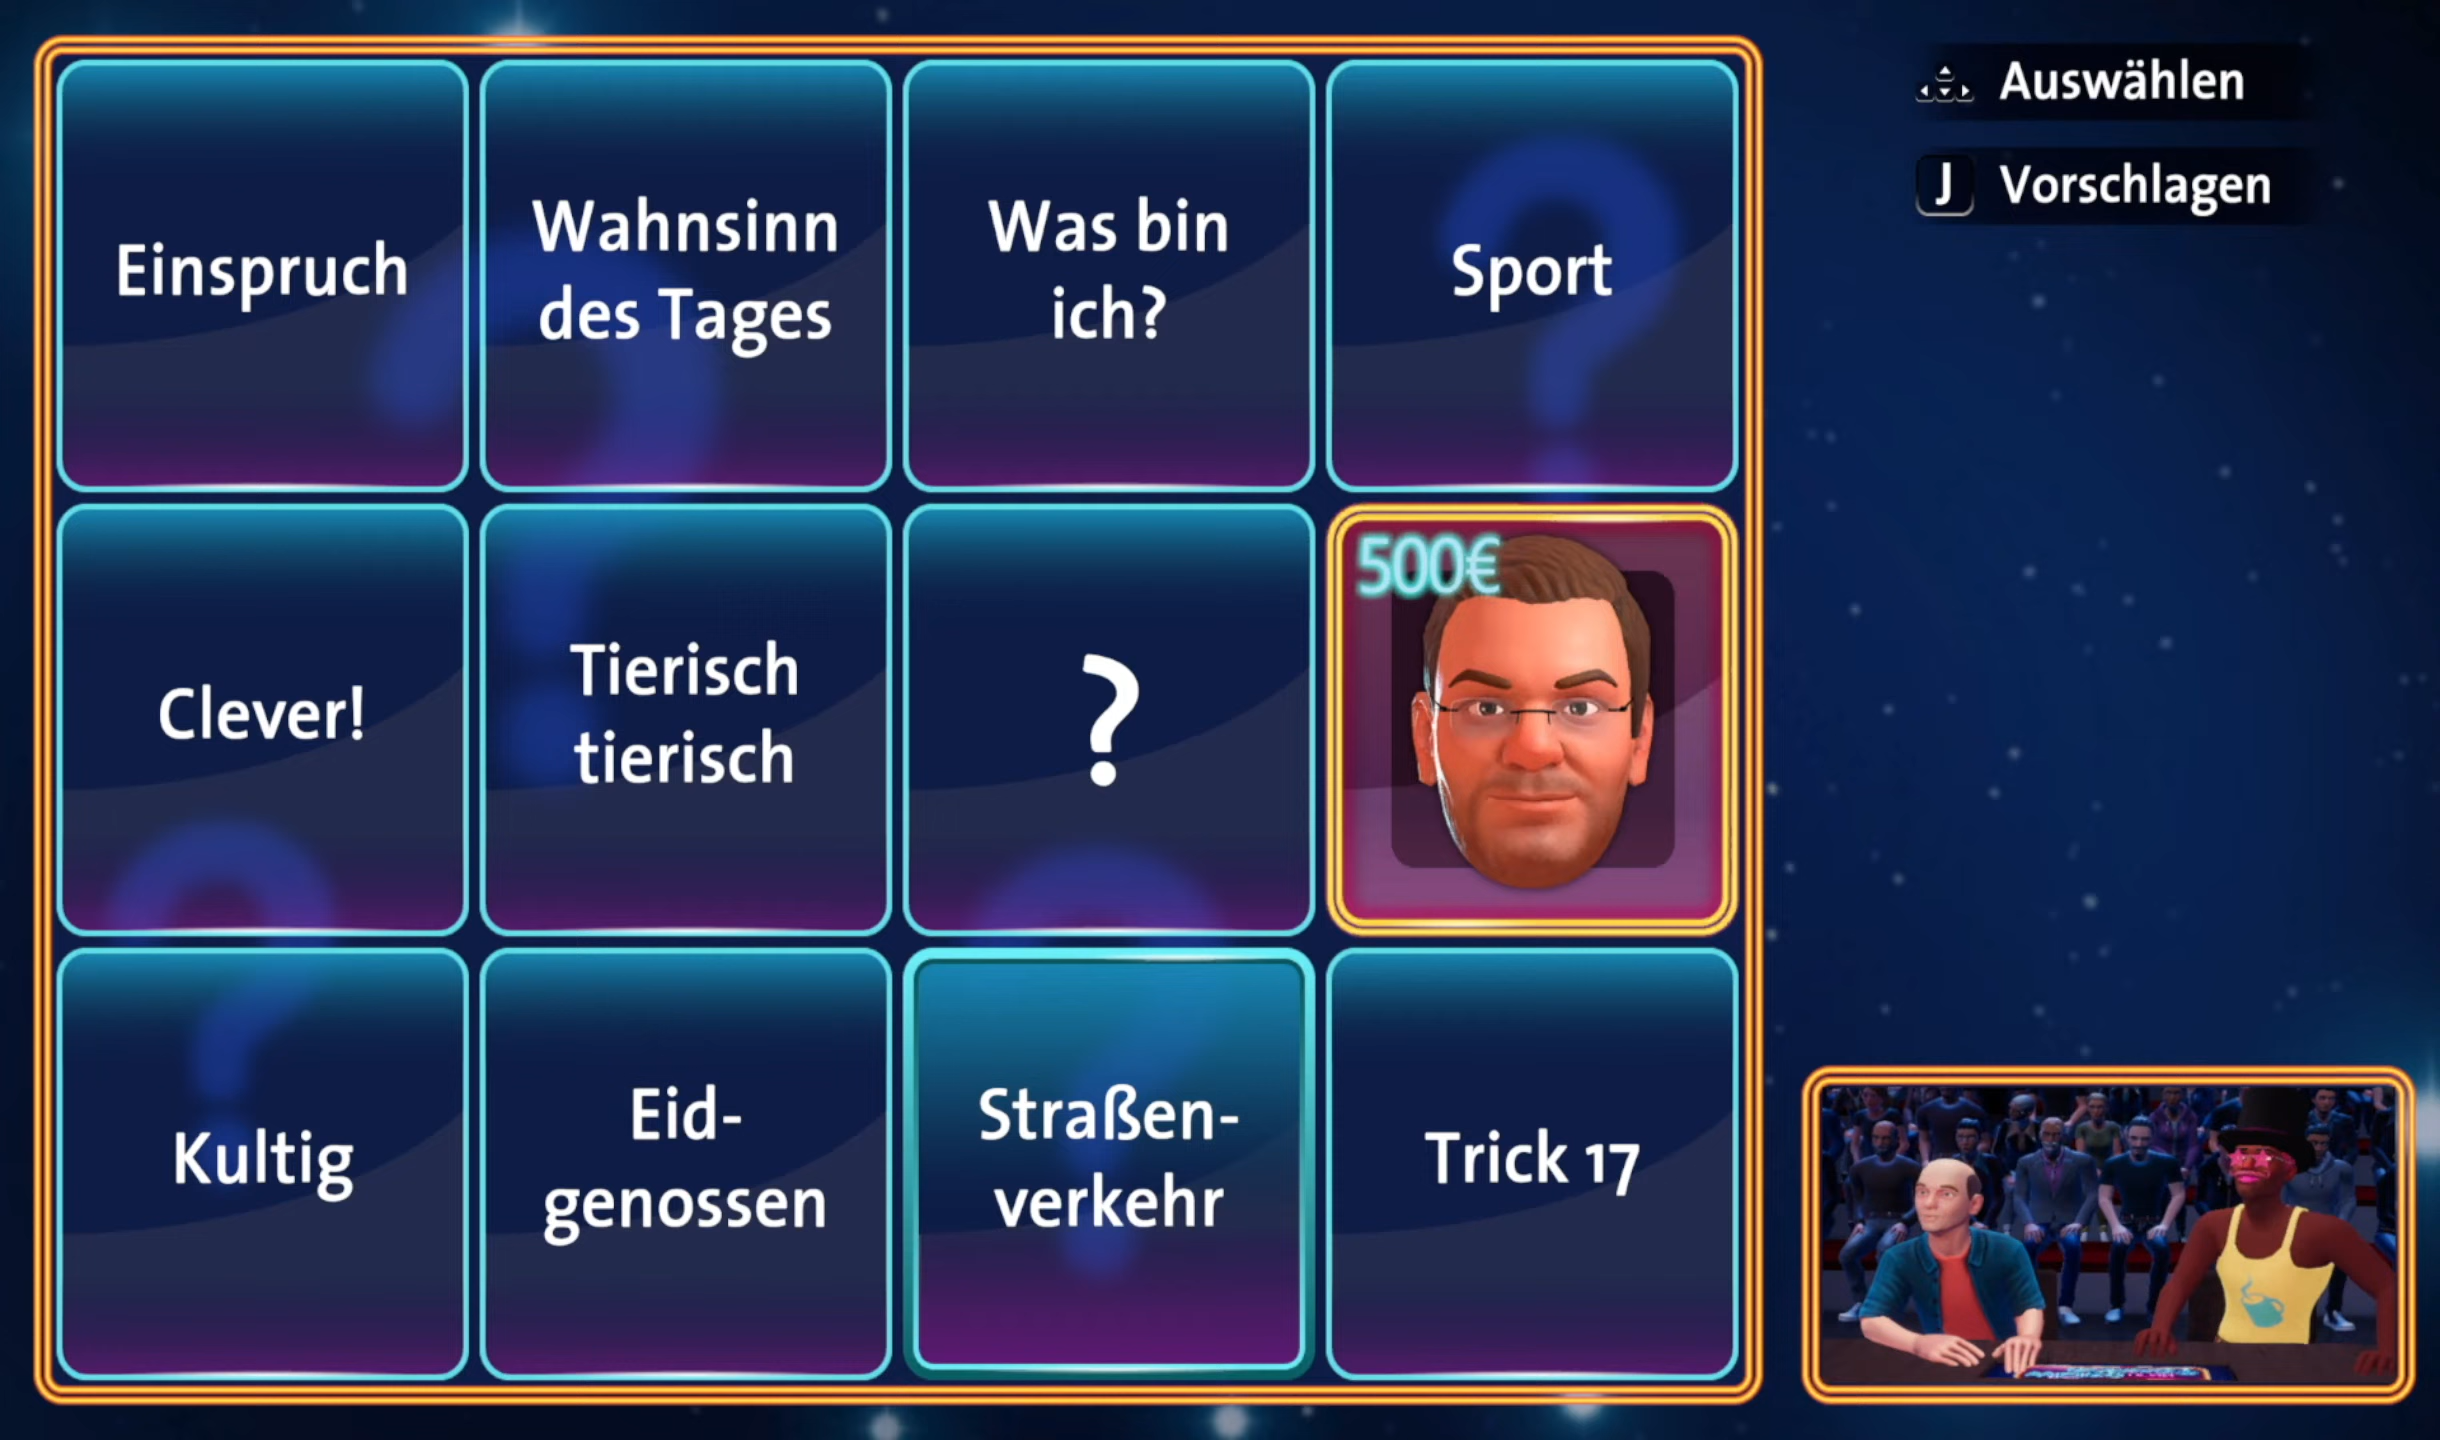 Einspruch
Wahnsinn
des Tages
Was bin
ich?
Sport
Clever!
Tierisch
tierisch
?
500€
Kultig
Eid-
genossen
Straßen-
verkehr
Trick 17
Auswählen
J Vorschlagen